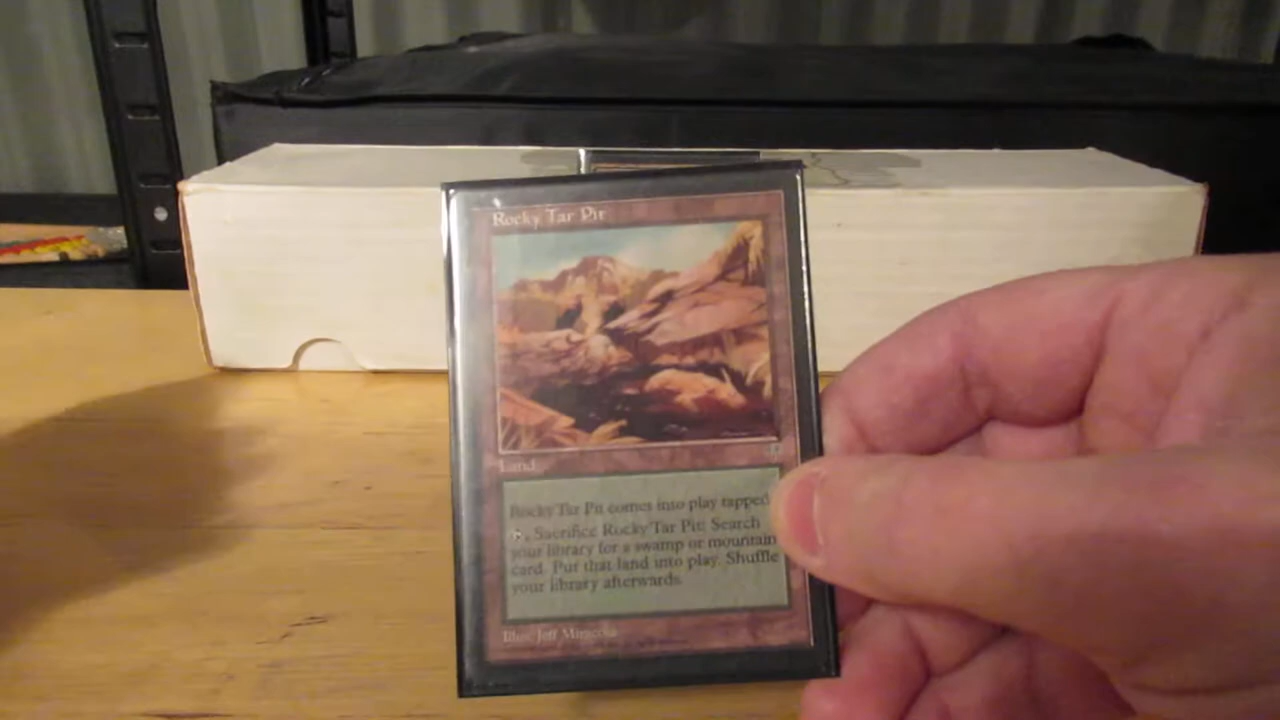 Rocky Tar Pit
Land
Rocky Tar Pit comes into play tapped
, Sacrifice Rocky Tar Pit: Search
your library for a swamp or mountain
card. Put that land into play. Shuffle
your library afterwards.
Illus. Jeff Miracola